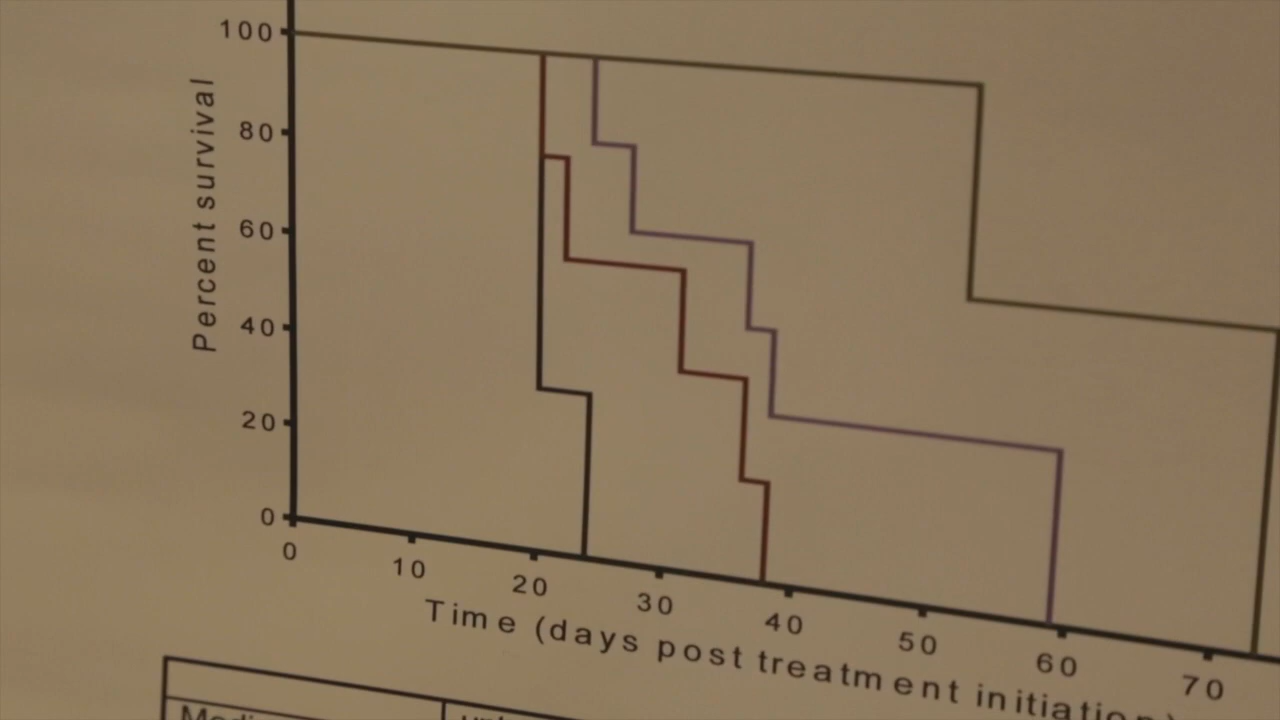 100
80
60
40
20
0
Percent survival
0 10 20 30 40 50 60 70
Time (days post treatment initiation)